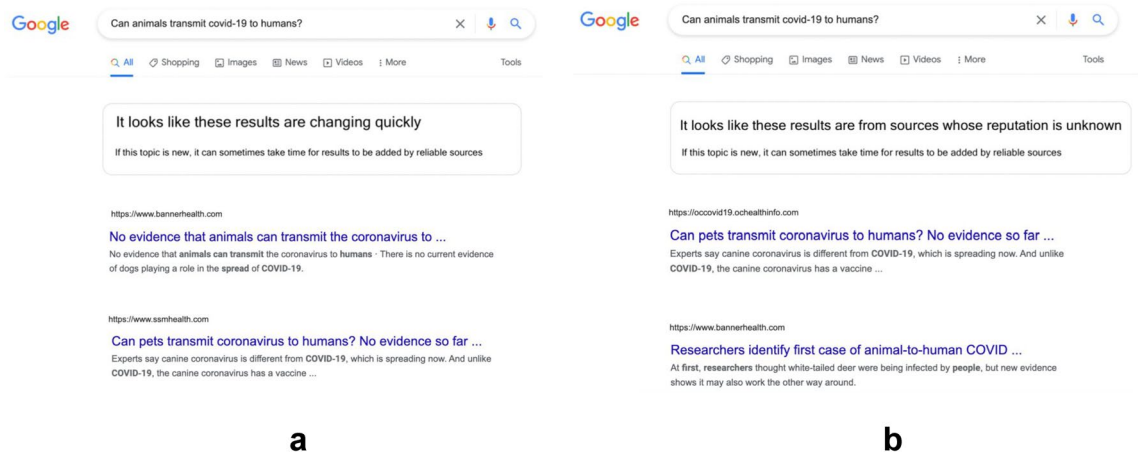 Google
Can animals transmit covid-19 to humans?
All Shopping Images News Videos More Tools
It looks like these results are changing quickly
If this topic is new, it can sometimes take time for results to be added by reliable sources
https://www.bannerhealth.com
No evidence that animals can transmit the coronavirus to ...
No evidence that animals can transmit the coronavirus to humans · There is no current evidence
of dogs playing a role in the spread of COVID-19.
https://www.ssmhealth.com
Can pets transmit coronavirus to humans? No evidence so far ...
Experts say canine coronavirus is different from COVID-19, which is spreading now. And unlike
COVID-19, the canine coronavirus has a vaccine ...
a
Google
Can animals transmit covid-19 to humans?
All Shopping Images News Videos More Tools
It looks like these results are from sources whose reputation is unknown
If this topic is new, it can sometimes take time for results to be added by reliable sources
https://occovid19.ochealthinfo.com
Can pets transmit coronavirus to humans? No evidence so far ...
Experts say canine coronavirus is different from COVID-19, which is spreading now. And unlike
COVID-19, the canine coronavirus has a vaccine ...
https://www.bannerhealth.com
Researchers identify first case of animal-to-human COVID ...
At first, researchers thought white-tailed deer were being infected by people, but new evidence
shows it may also work the other way around.
b